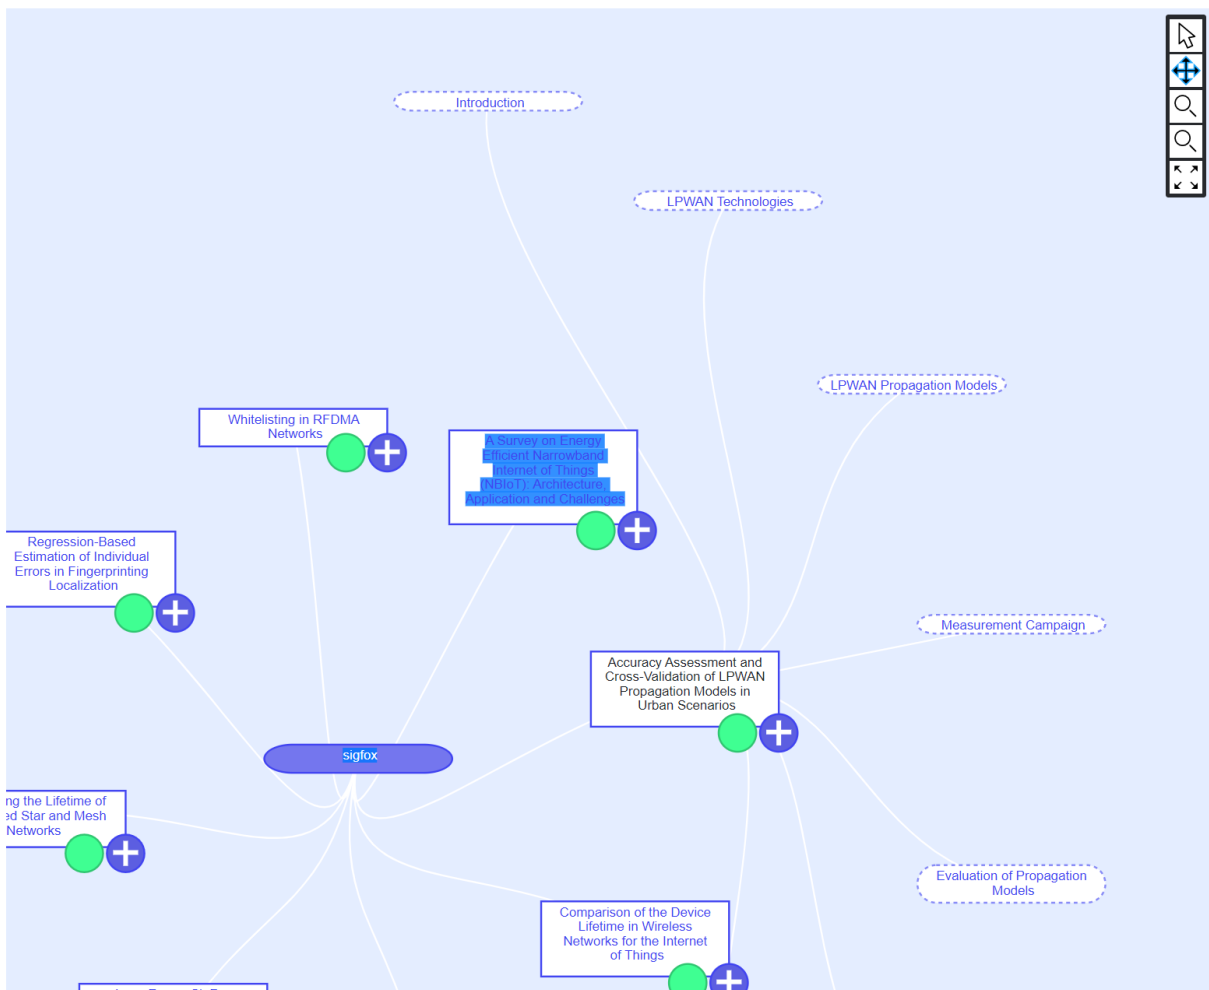 Introduction
LPWAN Technologies
LPWAN Propagation Models
Whitelisting in RFDMA
Networks
A Survey on Energy
Efficient Narrowband
Internet of Things
(NBIoT): Architecture,
Application and Challenges
Regression-Based
Estimation of Individual
Errors in Fingerprinting
Localization
Measurement Campaign
Accuracy Assessment and
Cross-Validation of LPWAN
Propagation Models in
Urban Scenarios
sigfox
ng the Lifetime of
ed Star and Mesh
Networks
Evaluation of Propagation
Models
Comparison of the Device
Lifetime in Wireless
Networks for the Internet
of Things